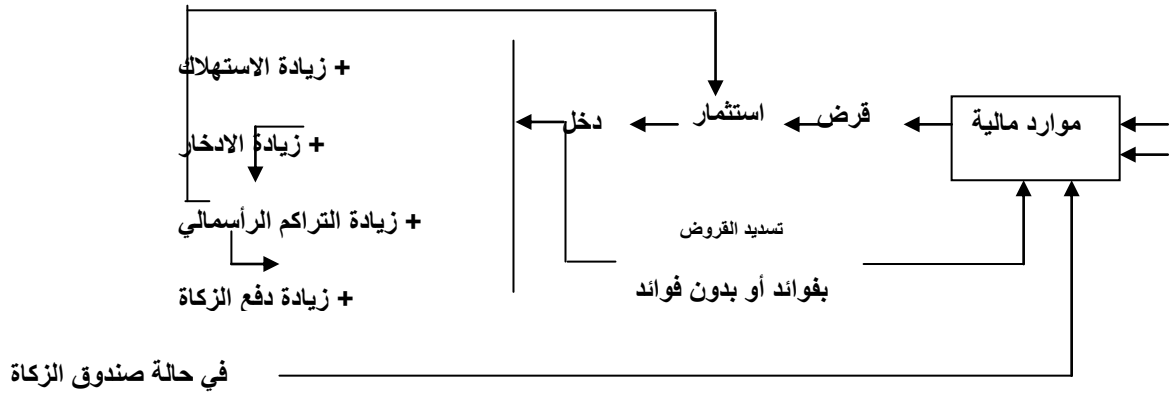 + زيادة الاستهلاك
موارد مالية
قرض
استثمار
دخل
+ زيادة الادخار
+ زيادة التراكم الرأسمالي
تسديد القروض
بفوائد أو بدون فوائد
+ زيادة دفع الزكاة
في حالة صندوق الزكاة